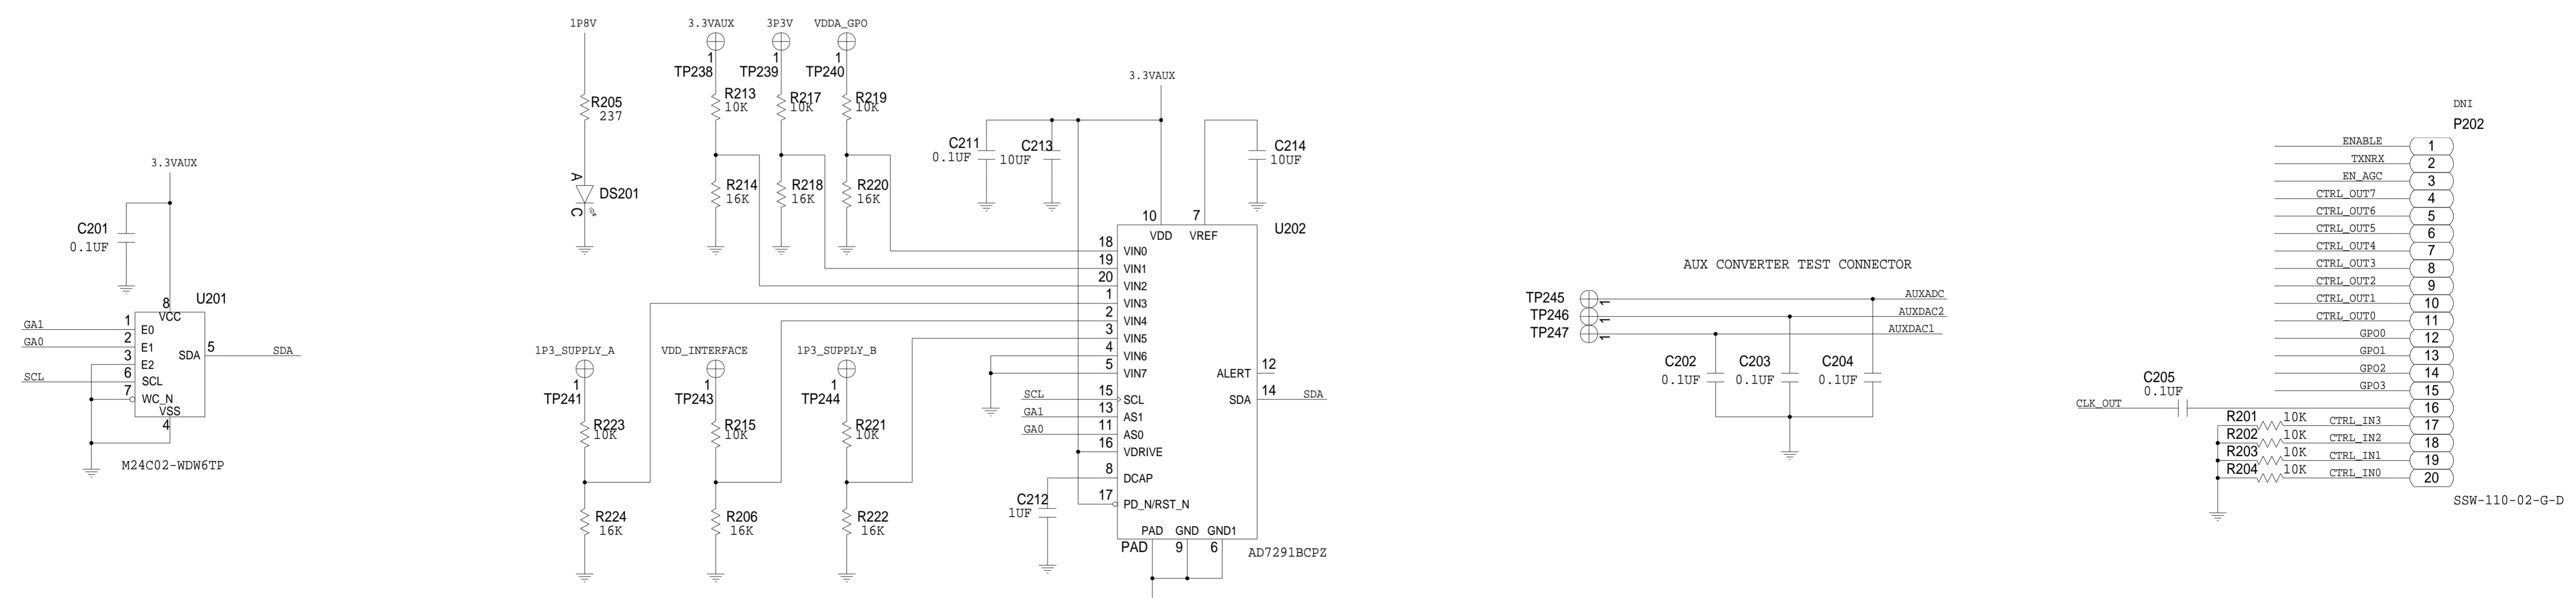 3.3VAUX
C201
0.1UF
U201
8
VCC
GA1 1 E0
GA0 2 E1
3 E2
SDA 5 SDA
SCL 6 SCL
7 WC_N
VSS
4
M24C02-WDW6TP
1P8V
R205
237
A
DS201
C
3.3VAUX 3P3V VDDA_GPO
1 1 1
TP238 TP239 TP240
R213 R217 R219
10K 10K 10K
R214 R218 R220
16K 16K 16K
1P3_SUPPLY_A VDD_INTERFACE 1P3_SUPPLY_B
1 1 1
TP241 TP243 TP244
R223 R215 R221
10K 10K 10K
R224 R206 R222
16K 16K 16K
3.3VAUX
C211
0.1UF
C213
10UF
C214
10UF
10 7
VDD VREF
U202
18 VIN0
19 VIN1
20 VIN2
1 VIN3
2 VIN4
3 VIN5
4 VIN6
5 VIN7
ALERT 12
SCL 15 SCL
SDA 14 SDA
GA1 13 AS1
GA0 11 AS0
16 VDRIVE
8 DCAP
C212
1UF
17 PD_N/RST_N
PAD GND GND1
PAD 9 6
AD7291BCPZ
AUX CONVERTER TEST CONNECTOR
TP245 1 AUXADC
TP246 1 AUXDAC2
TP247 1 AUXDAC1
C202 C203 C204
0.1UF 0.1UF 0.1UF
DNI
P202
ENABLE 1
TXNRX 2
EN_AGC 3
CTRL_OUT7 4
CTRL_OUT6 5
CTRL_OUT5 6
CTRL_OUT4 7
CTRL_OUT3 8
CTRL_OUT2 9
CTRL_OUT1 10
CTRL_OUT0 11
GPO0 12
GPO1 13
GPO2 14
GPO3 15
C205
0.1UF
CLK_OUT 16
R201 10K CTRL_IN3 17
R202 10K CTRL_IN2 18
R203 10K CTRL_IN1 19
R204 10K CTRL_IN0 20
SSW-110-02-G-D